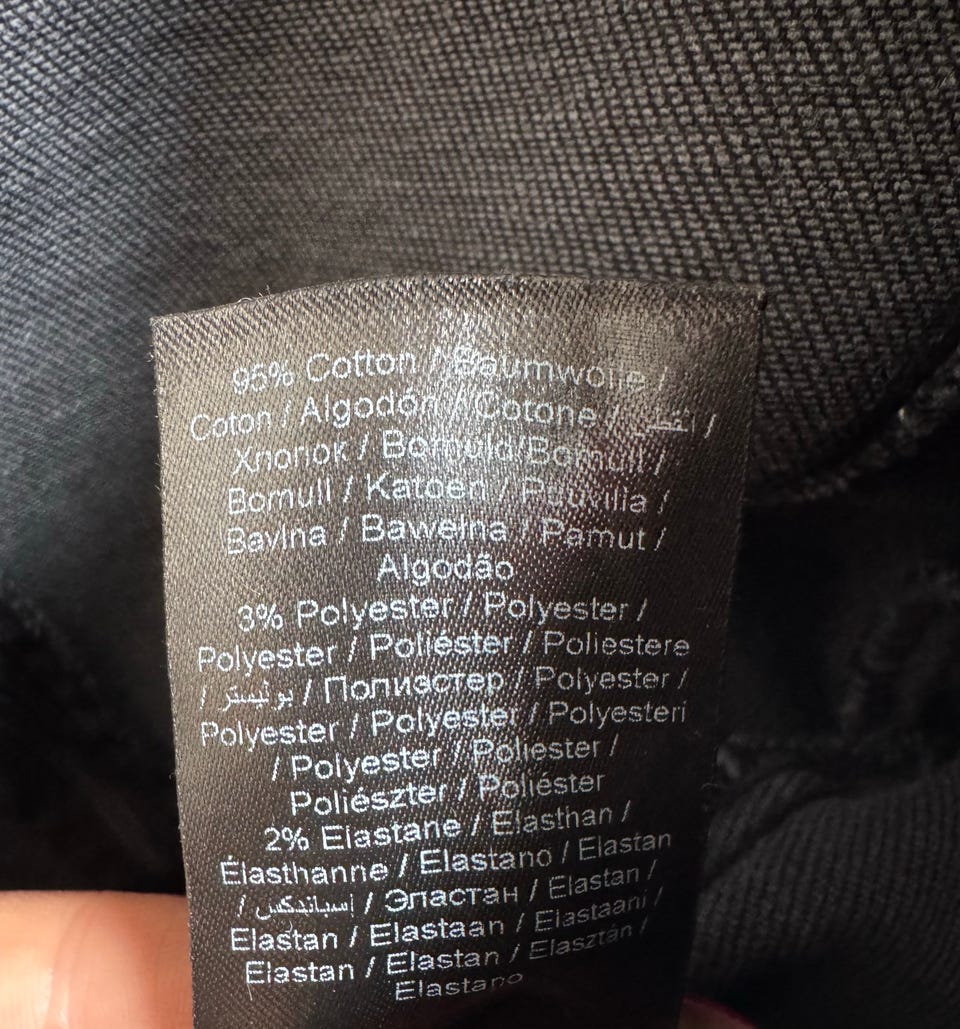 95% Cotton / Baumwolle /
Coton / Algodón / Cotone / القطن /
Хлопок / Bomuld/Bomull /
Bomull / Katoen / Puuvilla /
Bavlna / Bawełna / Pamut /
Algodão
3% Polyester / Polyester /
Polyester / Poliéster / Poliestere
/ بوليستر / Полиэстер / Polyester /
Polyester / Polyester / Polyesteri
/ Polyester / Poliester /
Poliészter / Poliéster
2% Elastane / Elasthan /
Élasthanne / Elastano / Elastan
/ اسباندكس / Эластан / Elastan /
Elastan / Elastaan / Elastaani /
Elastan / Elastan / Elasztán /
Elastano